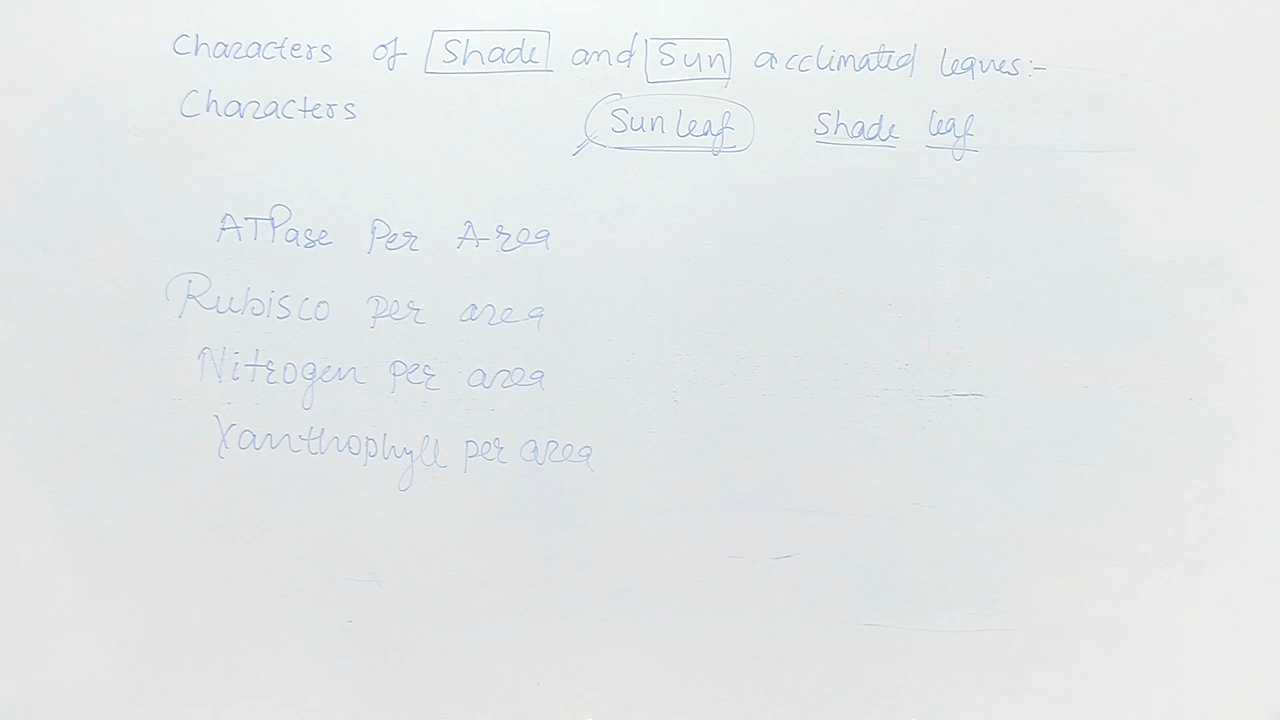 Characters of Shade and Sun acclimated leaves:-
Characters Sun leaf Shade leaf
ATPase Per Area
Rubisco per area
Nitrogen per area
Xanthophyll per area